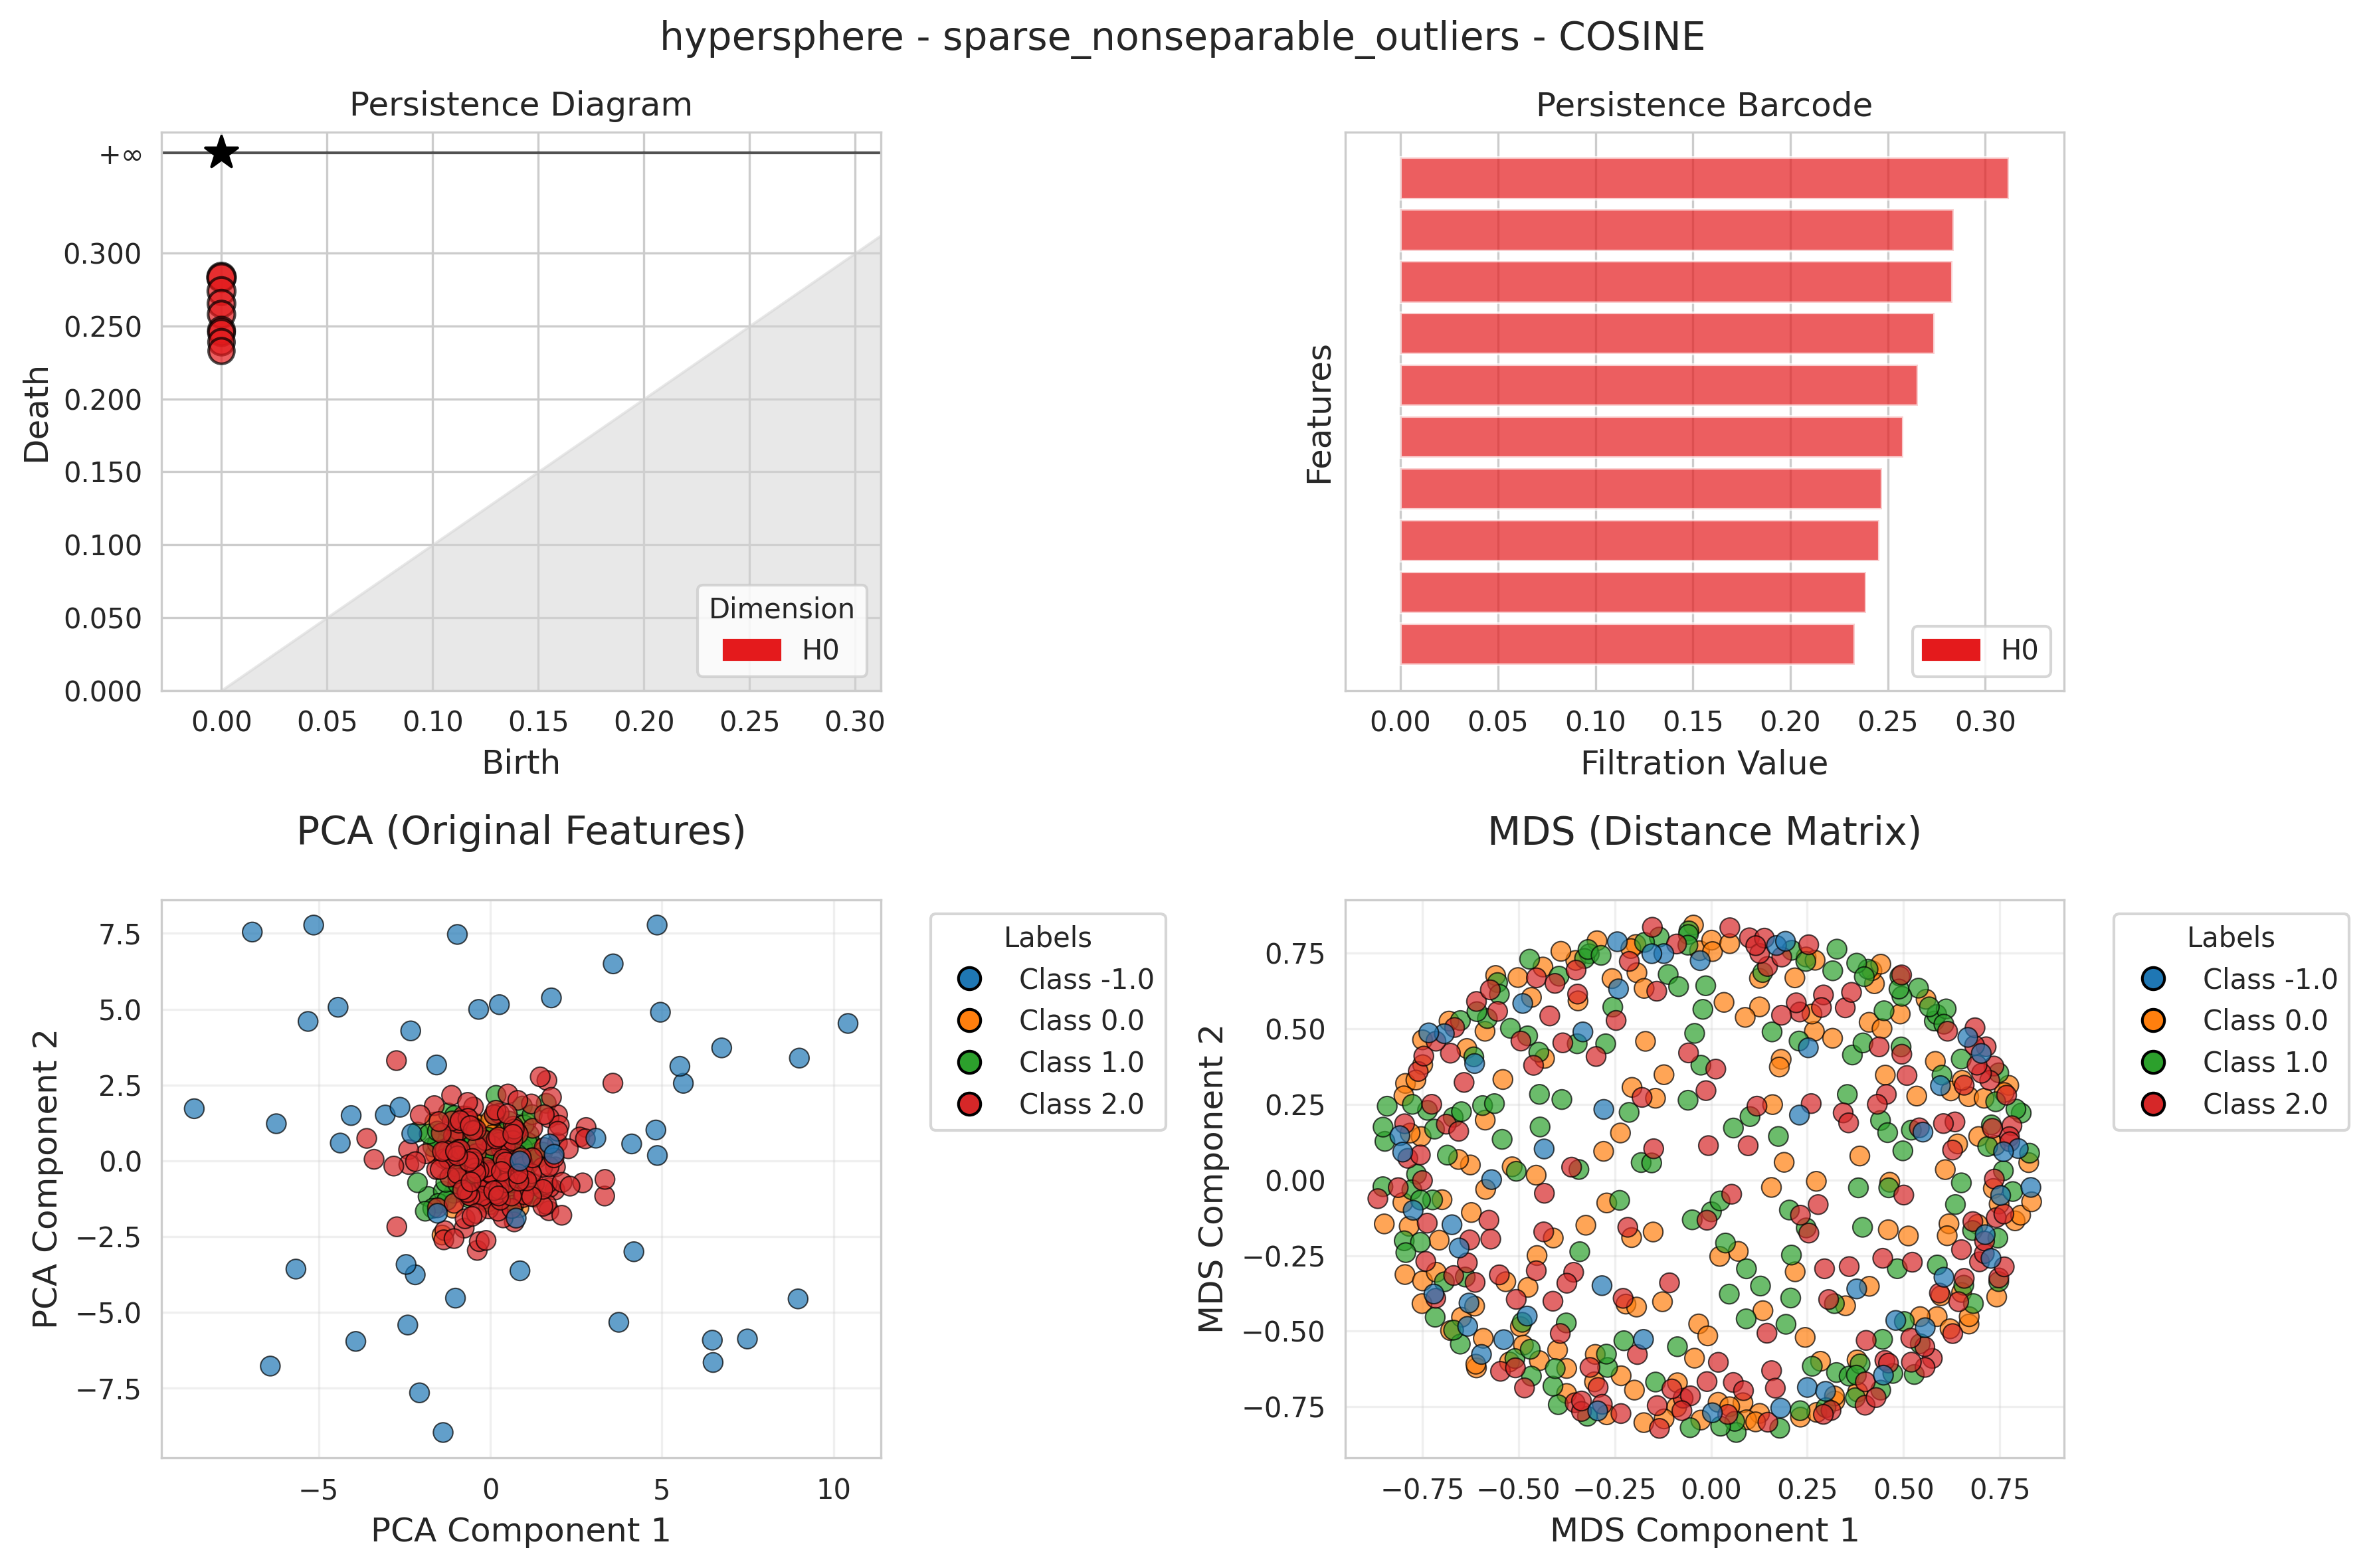 hypersphere - sparse_nonseparable_outliers - COSINE
Persistence Diagram
+∞
0.300
0.250
0.200
0.150
0.100
0.050
0.000
Death
0.00 0.05 0.10 0.15 0.20 0.25 0.30
Birth
Dimension
H0
Persistence Barcode
Features
0.00 0.05 0.10 0.15 0.20 0.25 0.30
Filtration Value
H0
PCA (Original Features)
7.5
5.0
2.5
0.0
−2.5
−5.0
−7.5
PCA Component 2
−5 0 5 10
PCA Component 1
Labels
Class -1.0
Class 0.0
Class 1.0
Class 2.0
MDS (Distance Matrix)
0.75
0.50
0.25
0.00
−0.25
−0.50
−0.75
MDS Component 2
−0.75 −0.50 −0.25 0.00 0.25 0.50 0.75
MDS Component 1
Labels
Class -1.0
Class 0.0
Class 1.0
Class 2.0